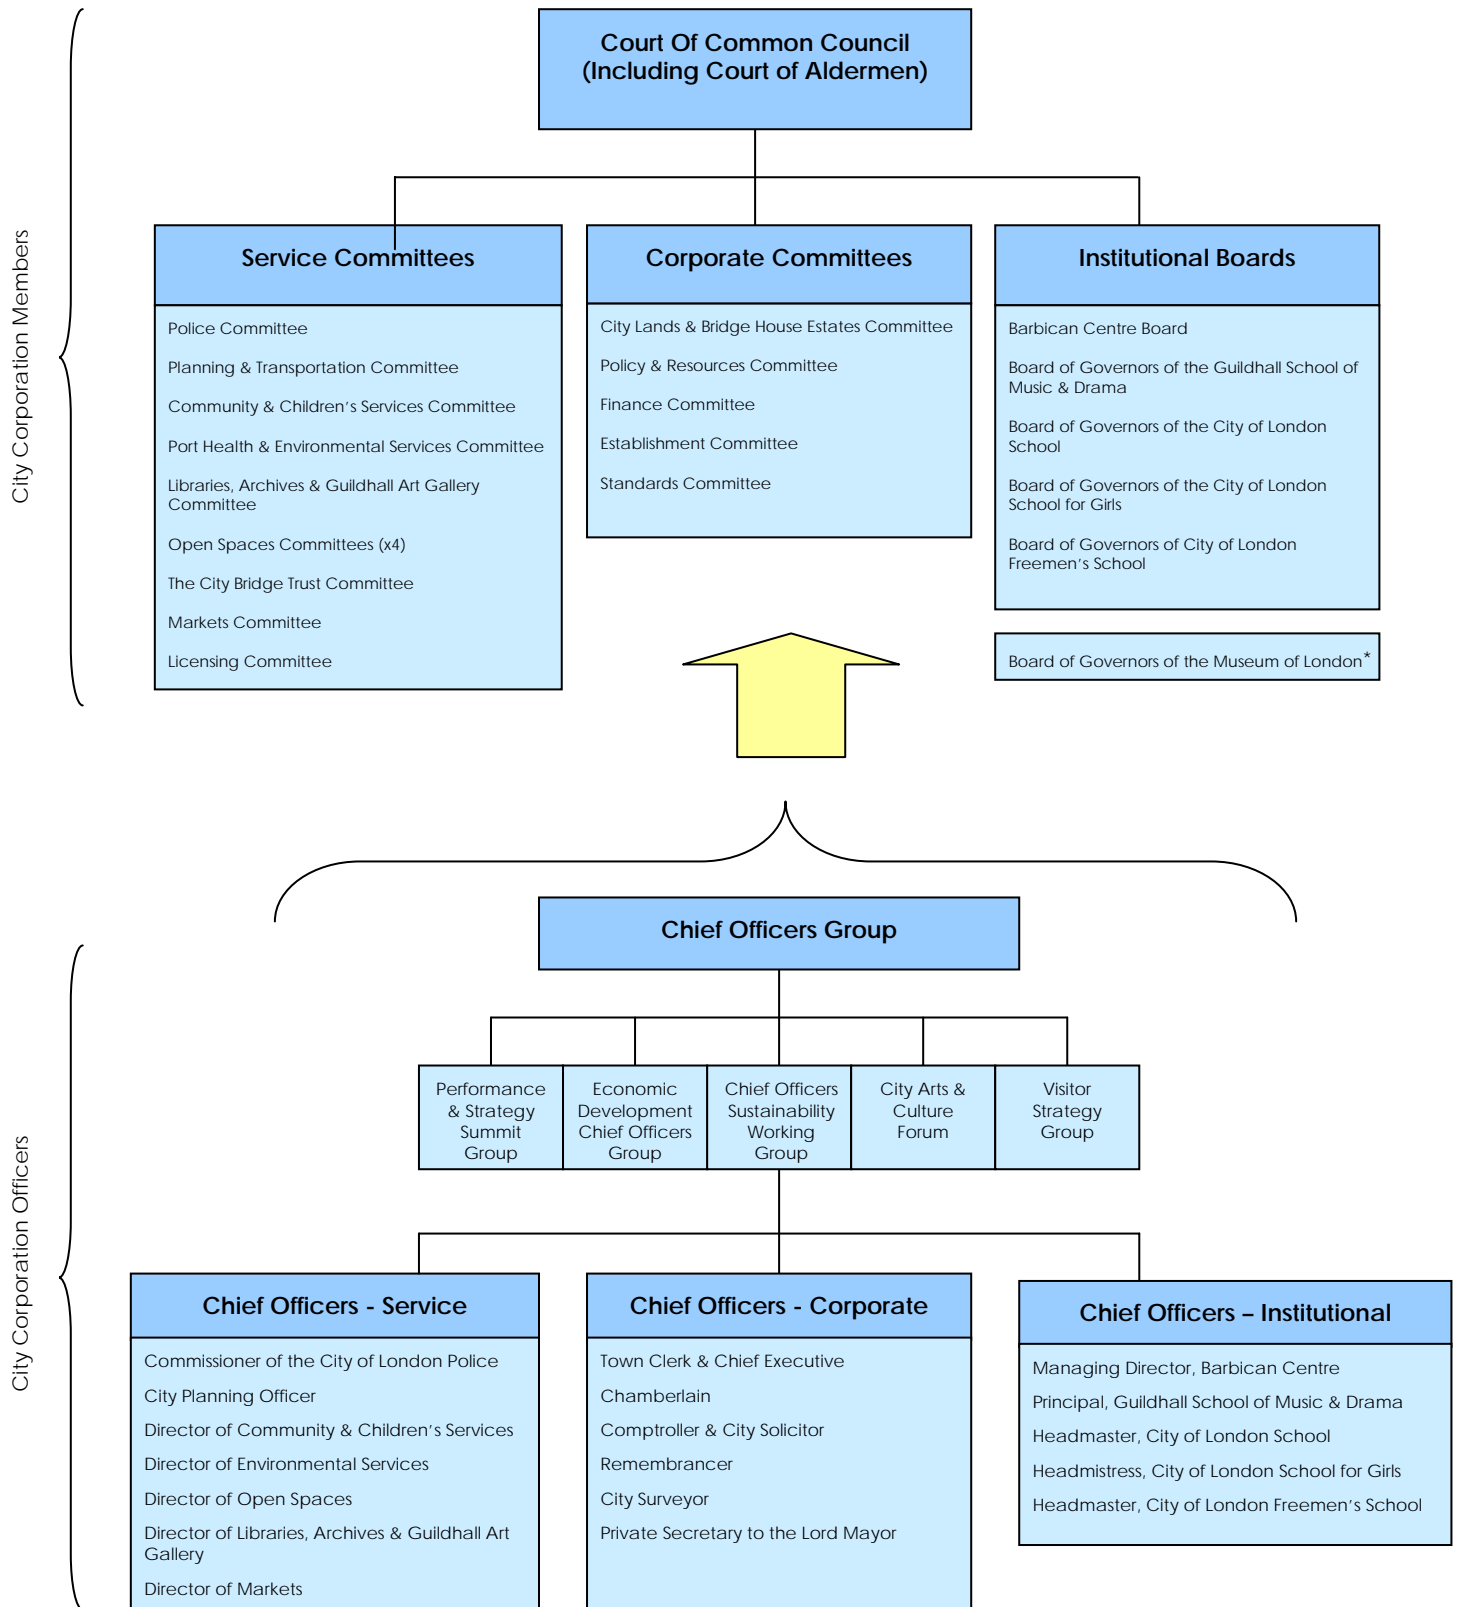 Court Of Common Council
(Including Court of Aldermen)
City Corporation Members
Service Committees
Police Committee
Planning & Transportation Committee
Community & Children’s Services Committee
Port Health & Environmental Services Committee
Libraries, Archives & Guildhall Art Gallery
Committee
Open Spaces Committees (x4)
The City Bridge Trust Committee
Markets Committee
Licensing Committee
Corporate Committees
City Lands & Bridge House Estates Committee
Policy & Resources Committee
Finance Committee
Establishment Committee
Standards Committee
Institutional Boards
Barbican Centre Board
Board of Governors of the Guildhall School of
Music & Drama
Board of Governors of the City of London
School
Board of Governors of the City of London
School for Girls
Board of Governors of City of London
Freemen’s School
Board of Governors of the Museum of London*
City Corporation Officers
Chief Officers Group
Performance
& Strategy
Summit
Group
Economic
Development
Chief Officers
Group
Chief Officers
Sustainability
Working
Group
City Arts &
Culture
Forum
Visitor
Strategy
Group
Chief Officers - Service
Commissioner of the City of London Police
City Planning Officer
Director of Community & Children’s Services
Director of Environmental Services
Director of Open Spaces
Director of Libraries, Archives & Guildhall Art
Gallery
Director of Markets
Chief Officers - Corporate
Town Clerk & Chief Executive
Chamberlain
Comptroller & City Solicitor
Remembrancer
City Surveyor
Private Secretary to the Lord Mayor
Chief Officers – Institutional
Managing Director, Barbican Centre
Principal, Guildhall School of Music & Drama
Headmaster, City of London School
Headmistress, City of London School for Girls
Headmaster, City of London Freemen’s School